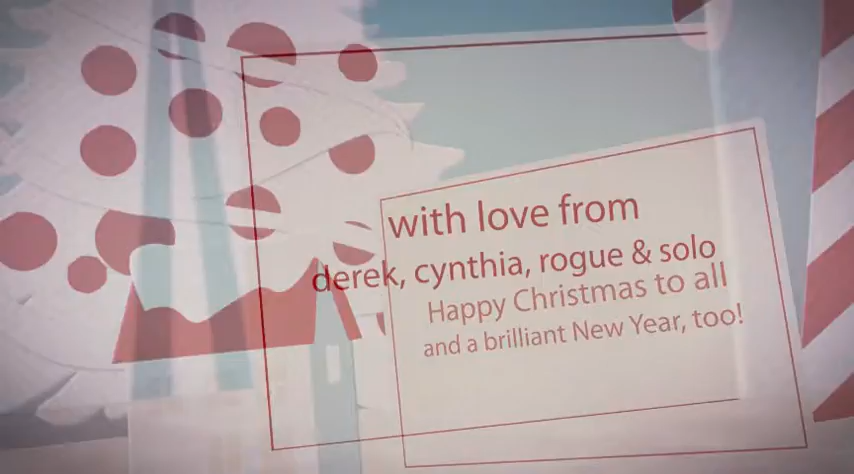 with love from
derek, cynthia, rogue & solo
Happy Christmas to all
and a brilliant New Year, too!